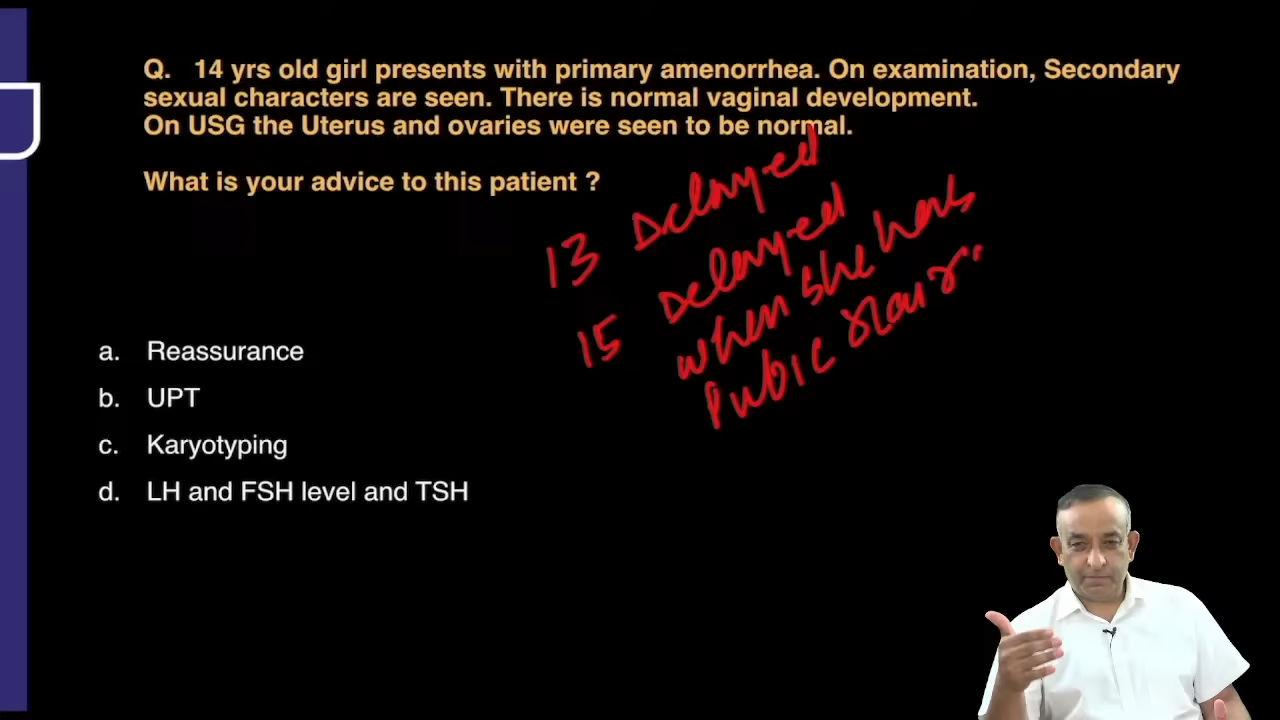 Q. 14 yrs old girl presents with primary amenorrhea. On examination, Secondary
sexual characters are seen. There is normal vaginal development.
On USG the Uterus and ovaries were seen to be normal.
What is your advice to this patient ?
13 Delayed
15 Delayed
when she has
Pubic Hair
a. Reassurance
b. UPT
c. Karyotyping
d. LH and FSH level and TSH